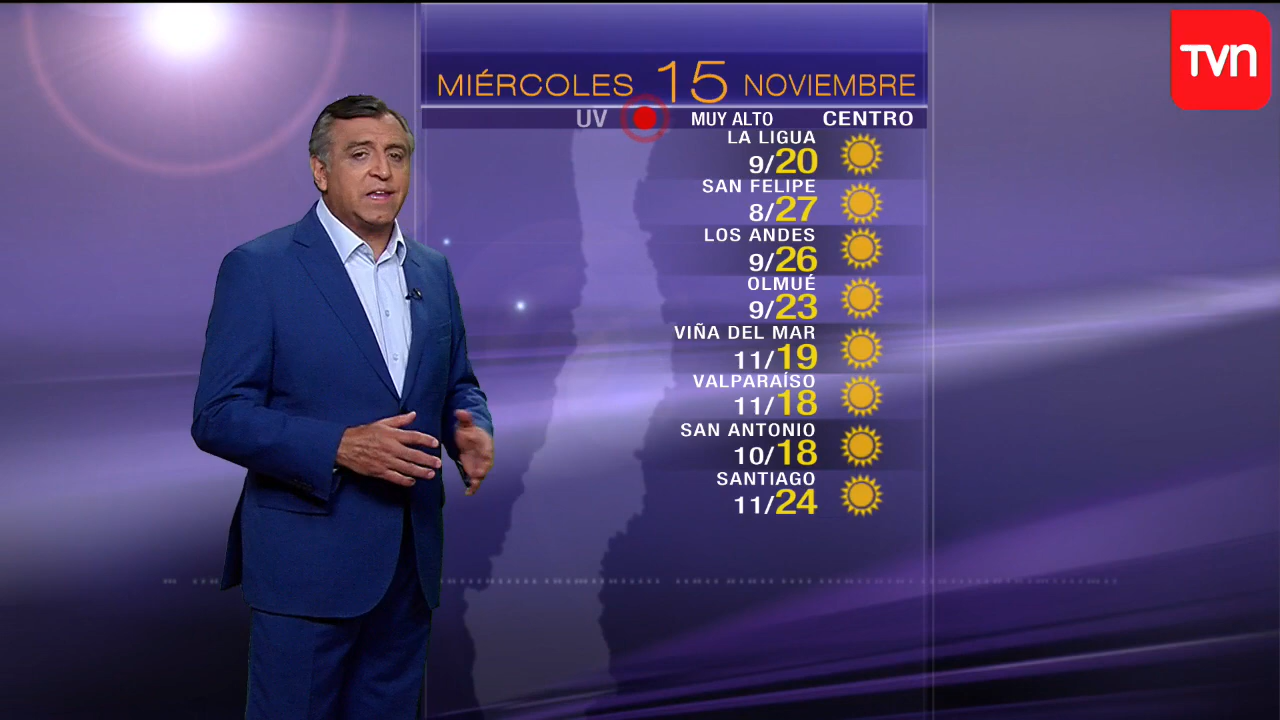 TVN
MIÉRCOLES 15 NOVIEMBRE
UV MUY ALTO CENTRO
LA LIGUA
9/20
SAN FELIPE
8/27
LOS ANDES
9/26
OLMUÉ
9/23
VIÑA DEL MAR
11/19
VALPARAÍSO
11/18
SAN ANTONIO
10/18
SANTIAGO
11/24